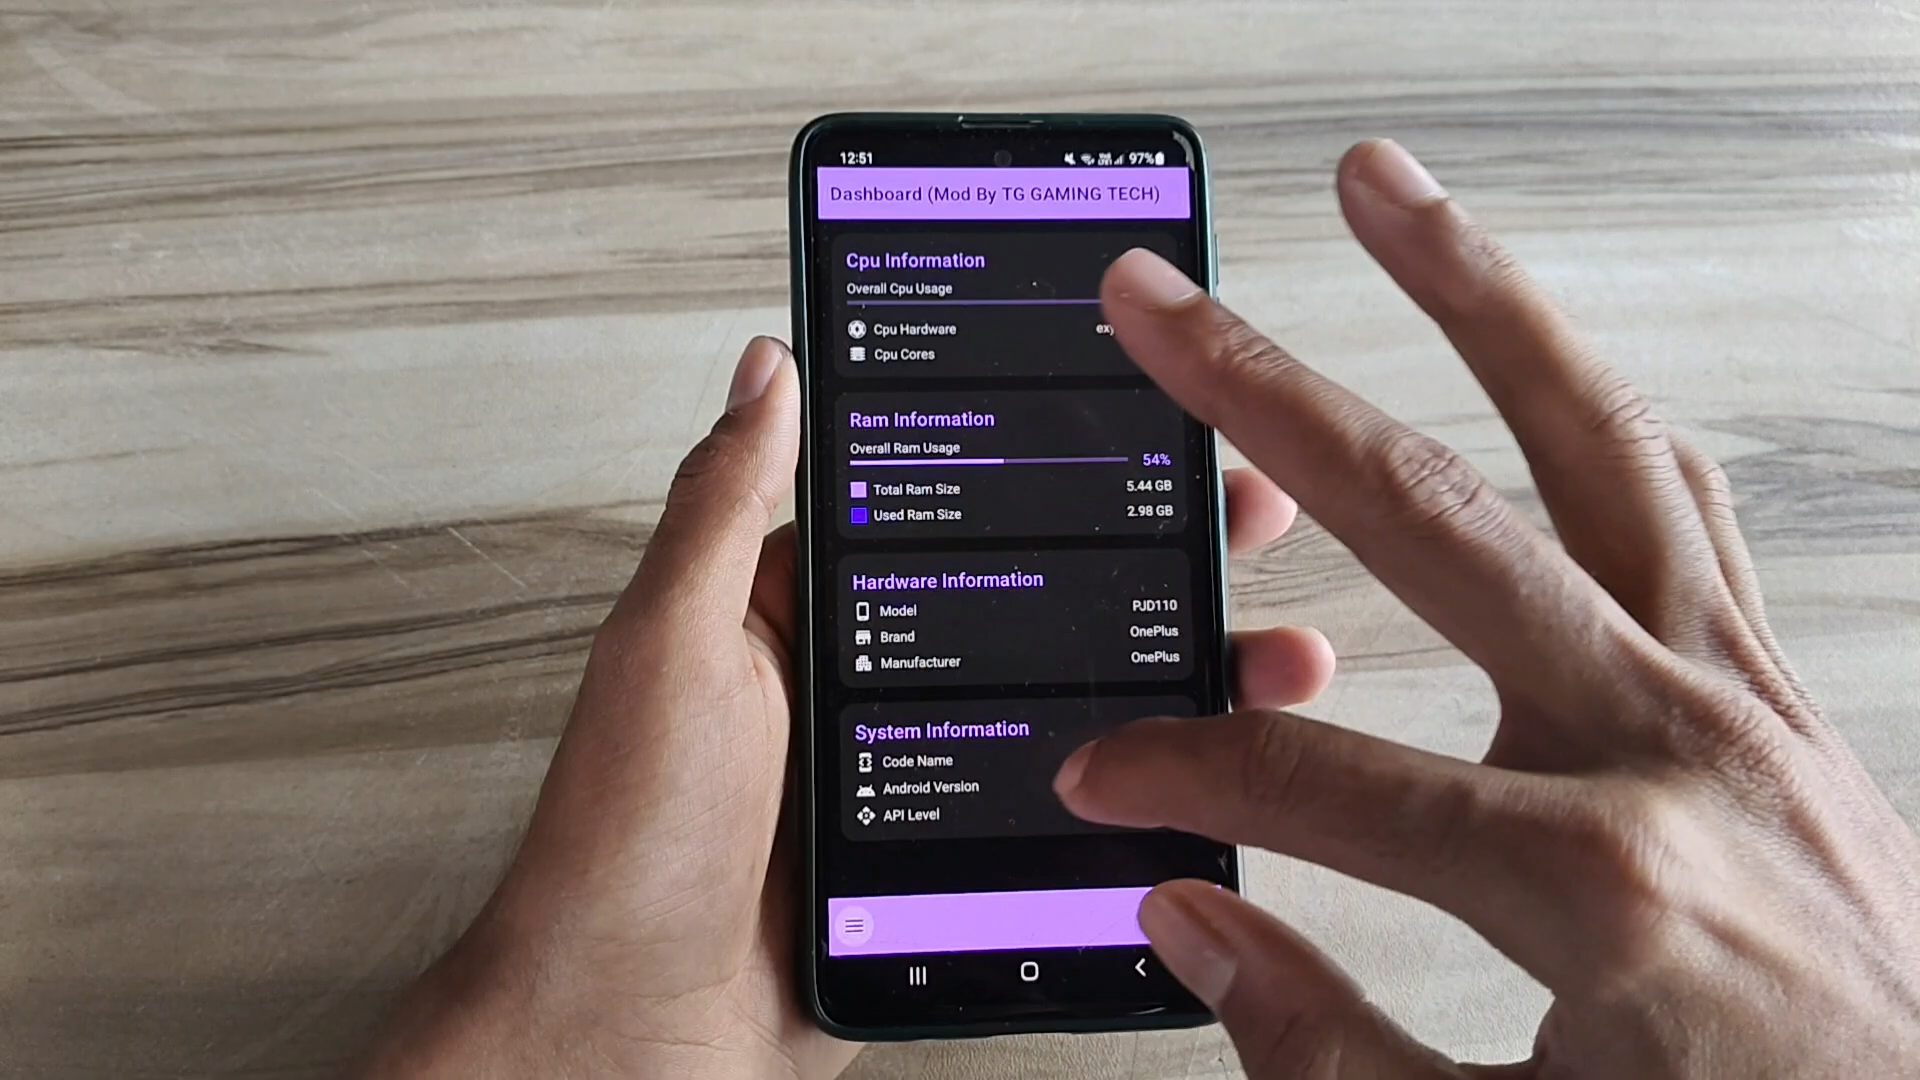 12:51
97%
Dashboard (Mod By TG GAMING TECH)
Cpu Information
Overall Cpu Usage
Cpu Hardware
Cpu Cores
Ram Information
Overall Ram Usage
54%
Total Ram Size 5.44 GB
Used Ram Size 2.98 GB
Hardware Information
Model PJD110
Brand OnePlus
Manufacturer OnePlus
System Information
Code Name
Android Version
API Level